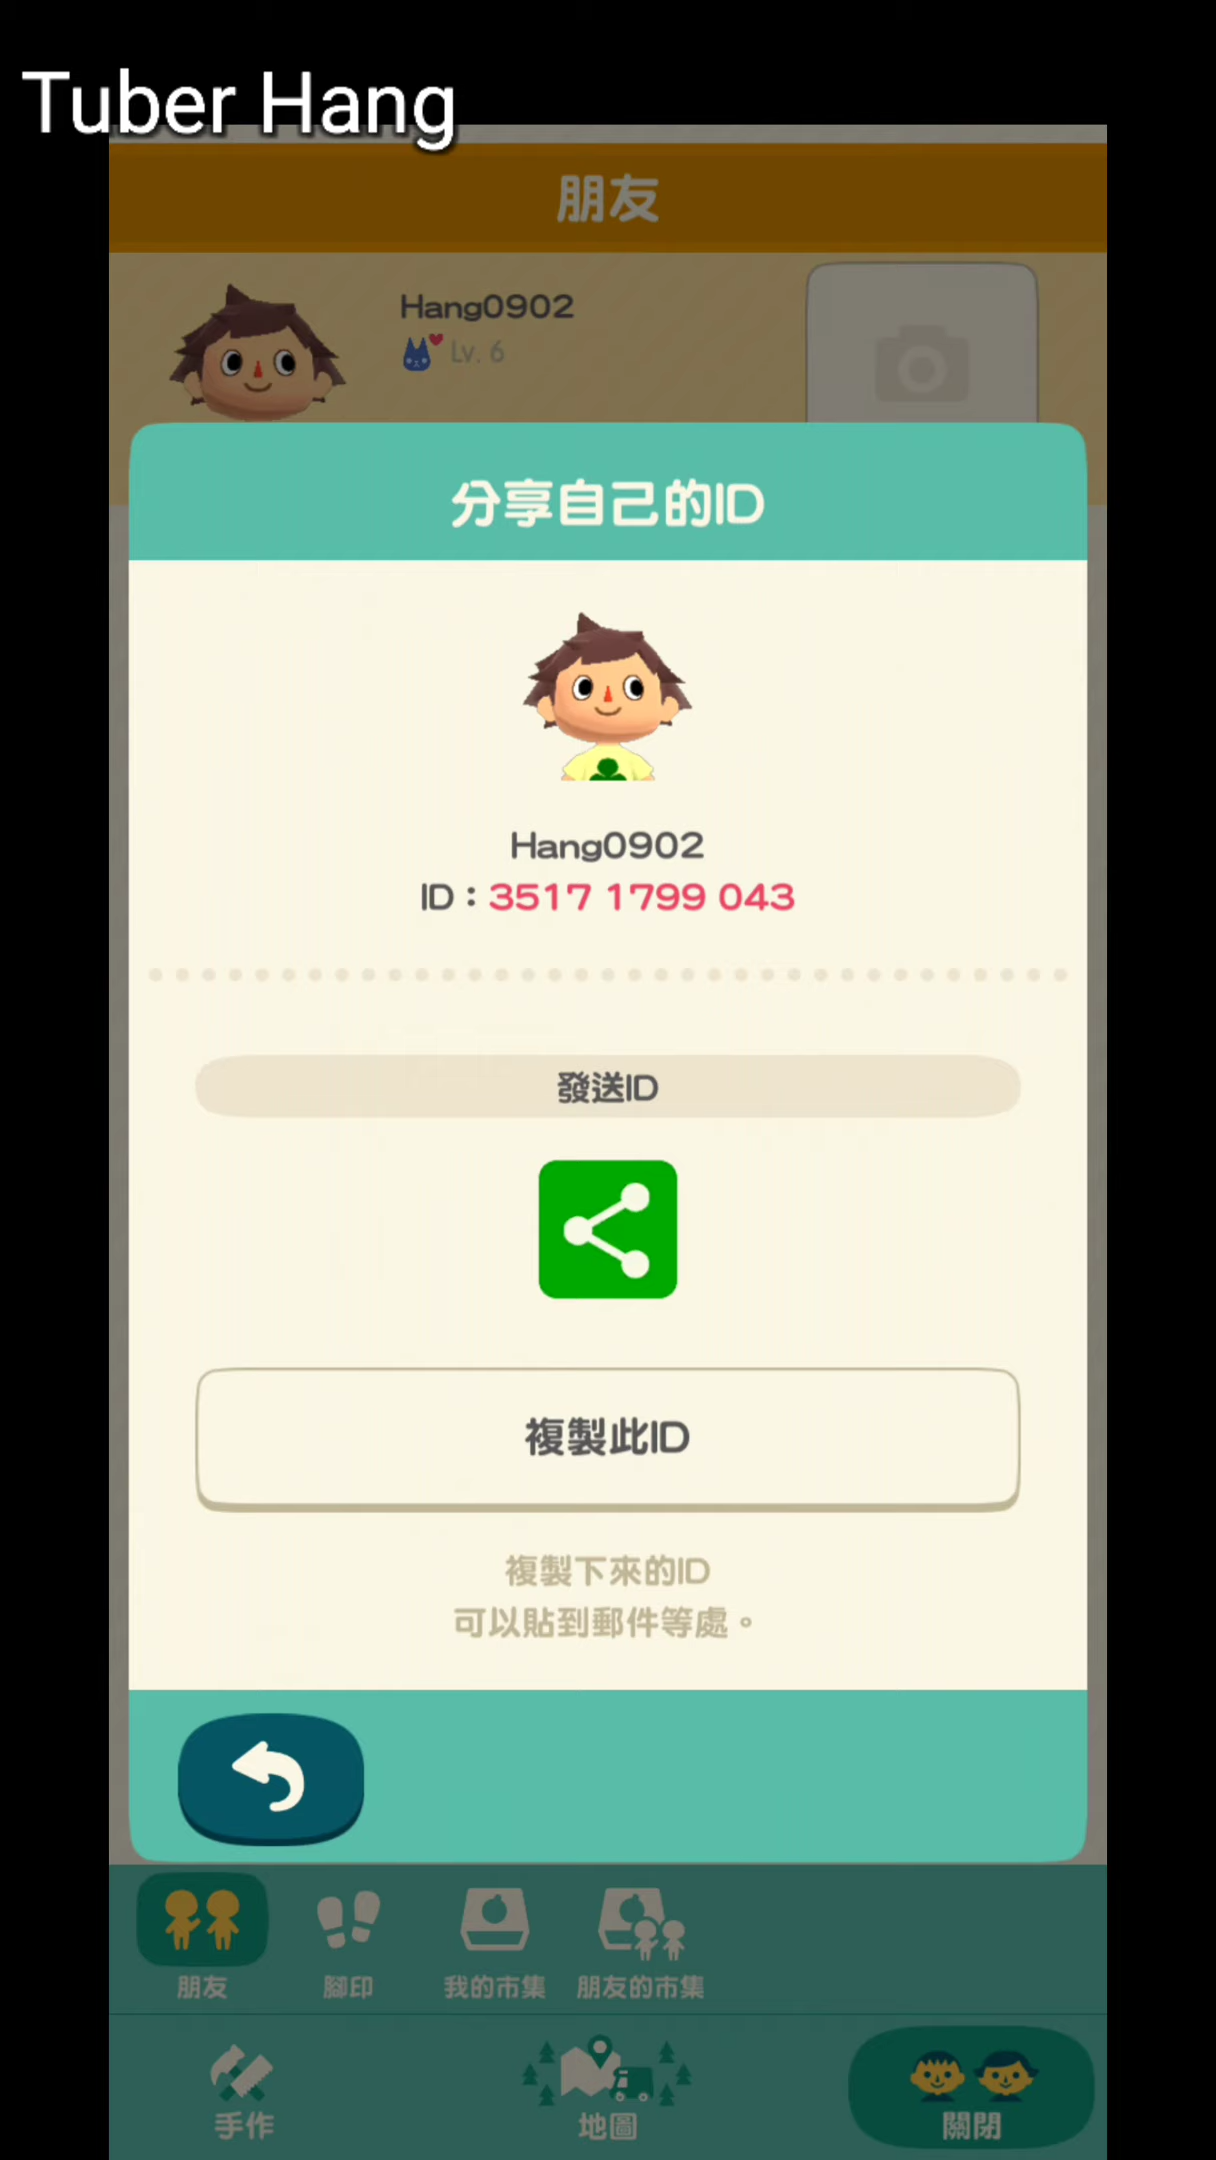 Tuber Hang
朋友
Hang0902
Lv. 6
分享自己的ID
Hang0902
ID：3517 1799 043
發送ID
複製此ID
複製下來的ID
可以貼到郵件等處。
朋友
腳印
我的市集
朋友的市集
手作
地圖
關閉